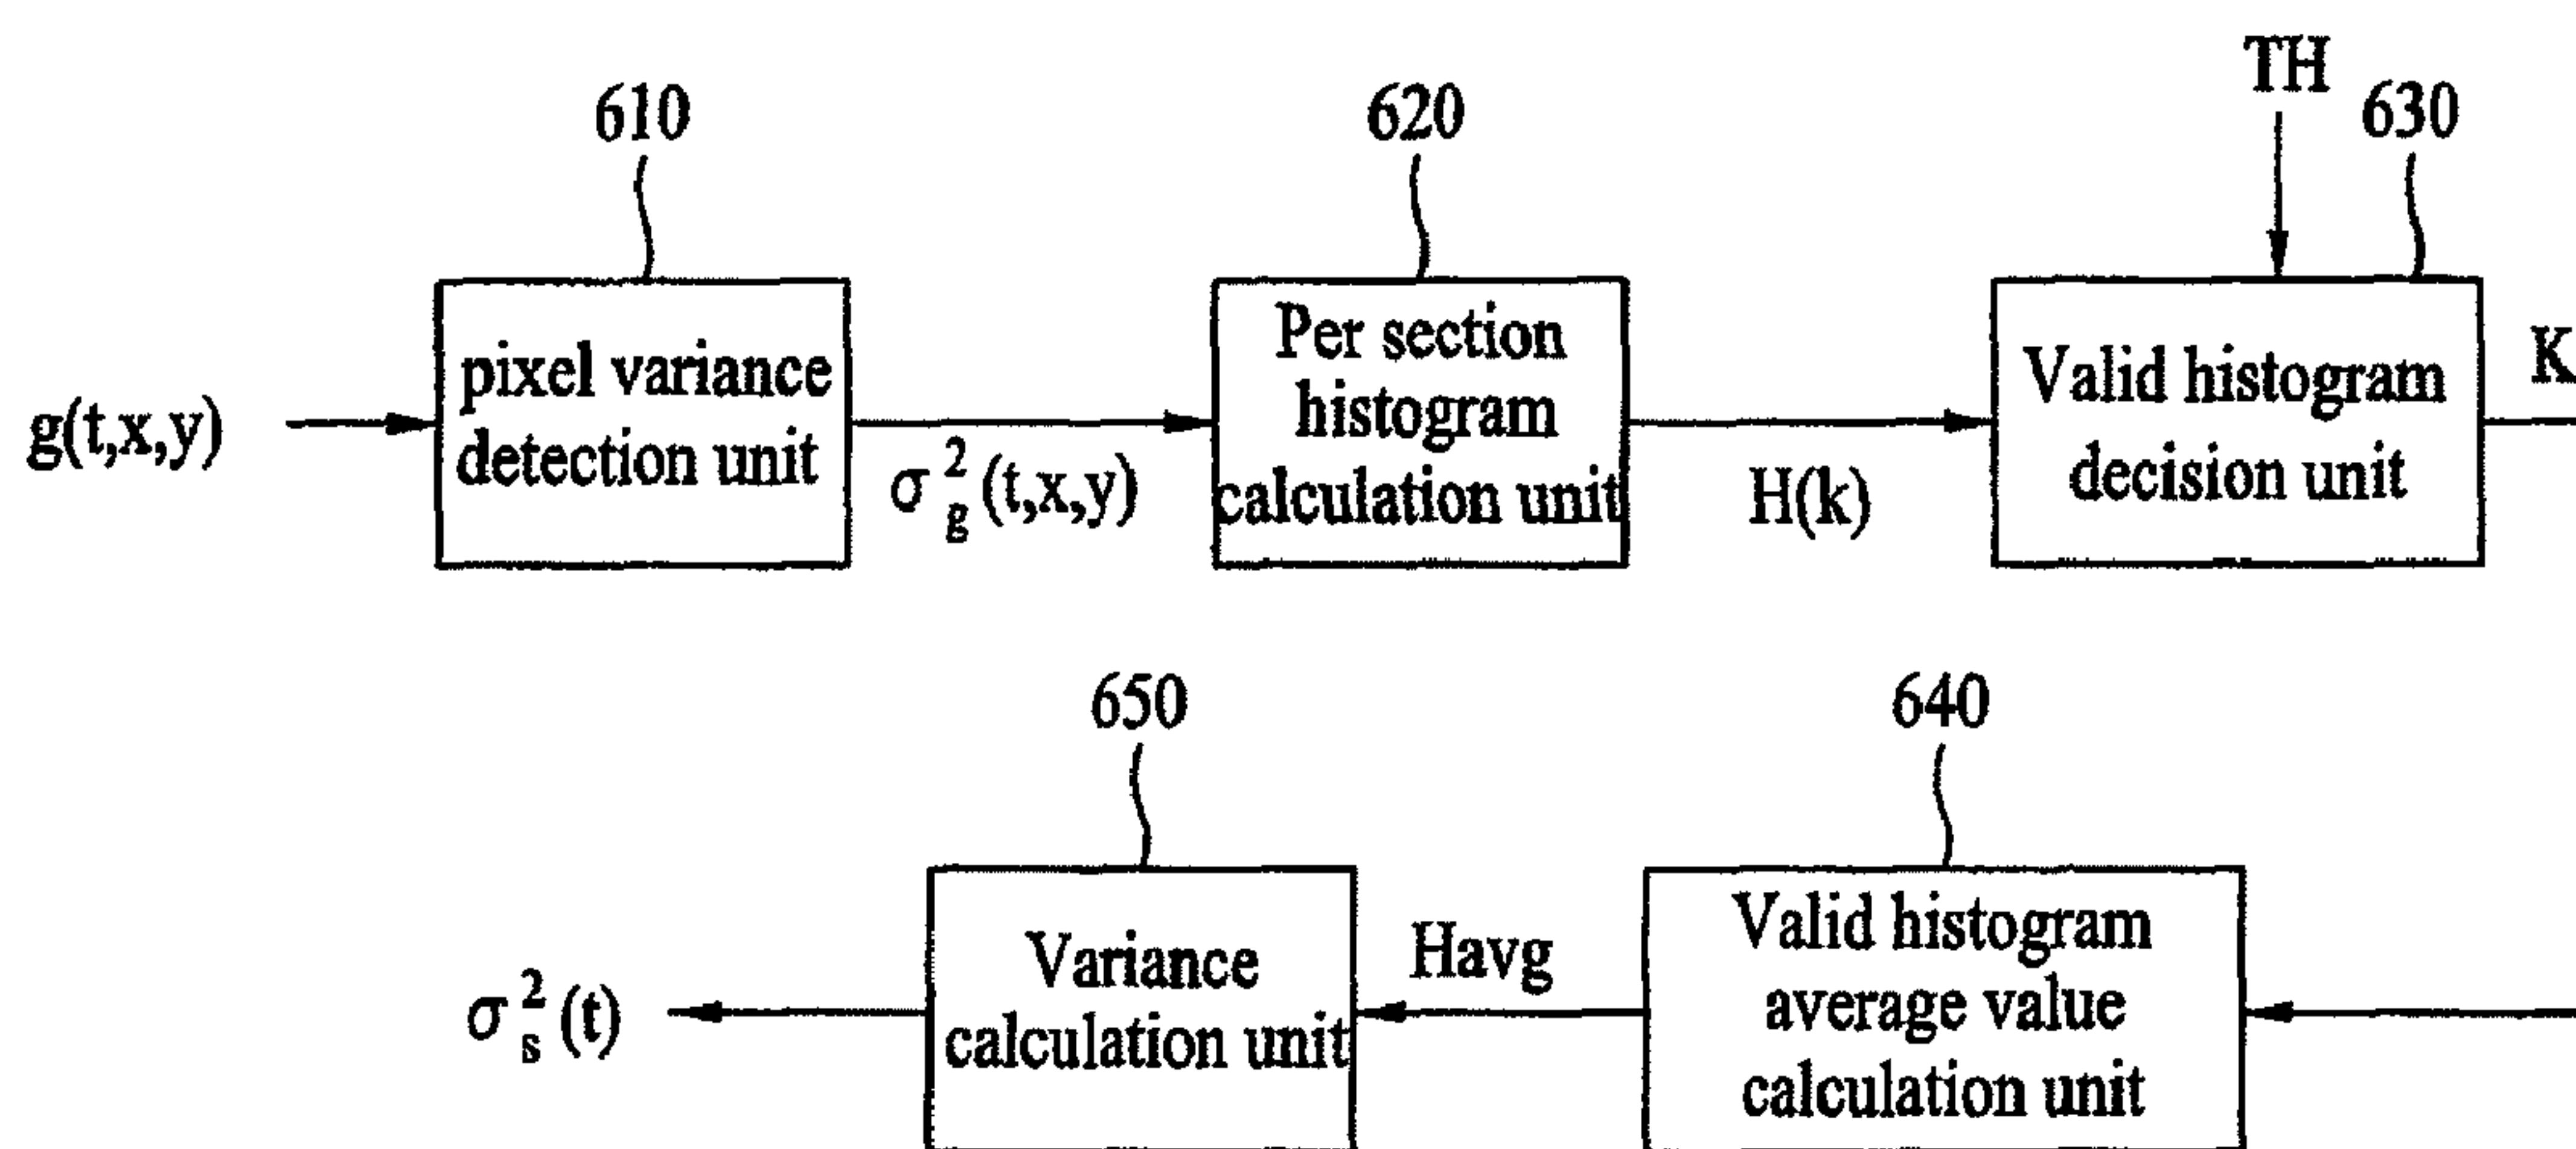 TH
610
620
630
g(t,x,y)
pixel variance
detection unit
σ²g(t,x,y)
Per section
histogram
calculation unit
H(k)
Valid histogram
decision unit
K
650
640
σ²s(t)
Variance
calculation unit
Havg
Valid histogram
average value
calculation unit